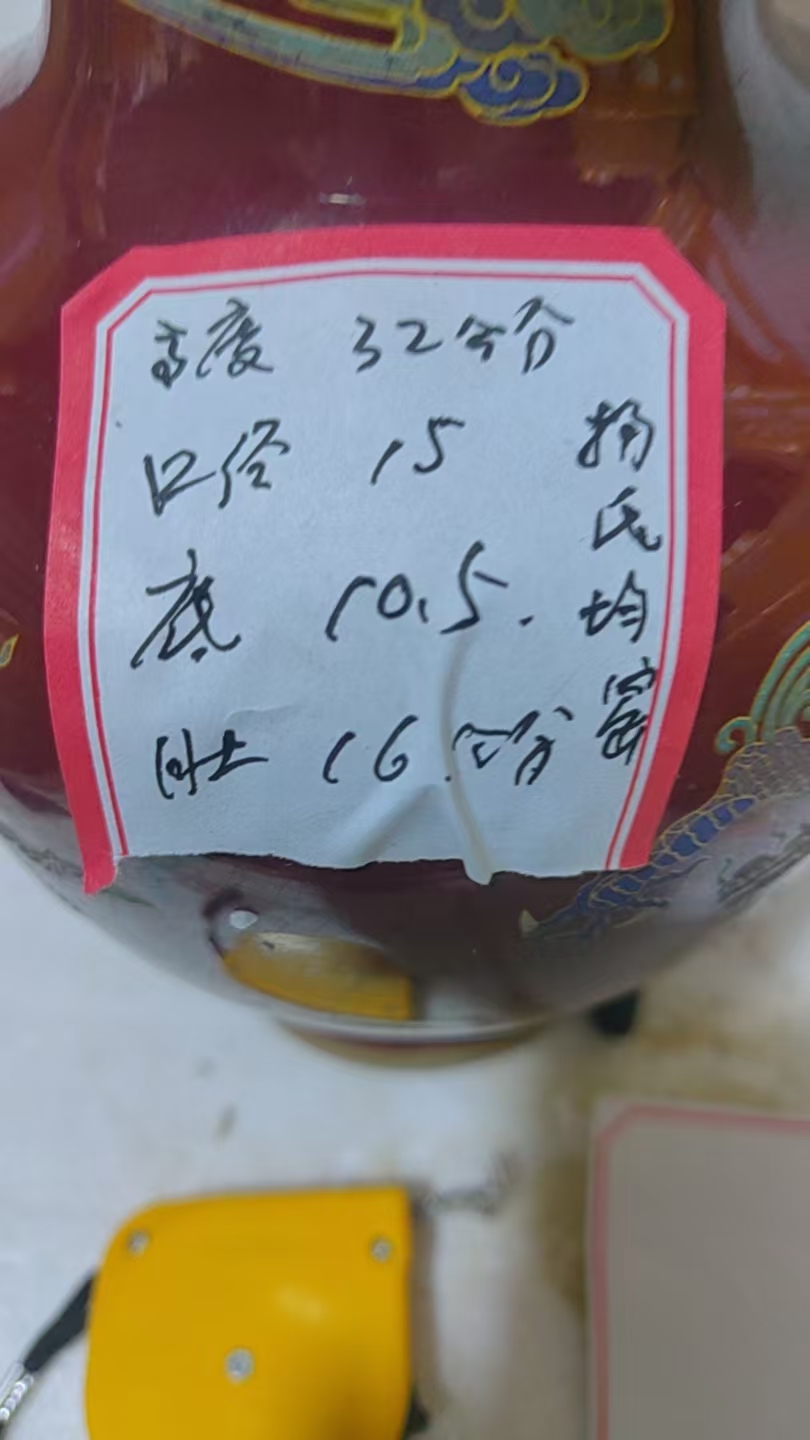 高度 32公分
口径 15
底 10.5.
肚 16公分
杨氏均窑